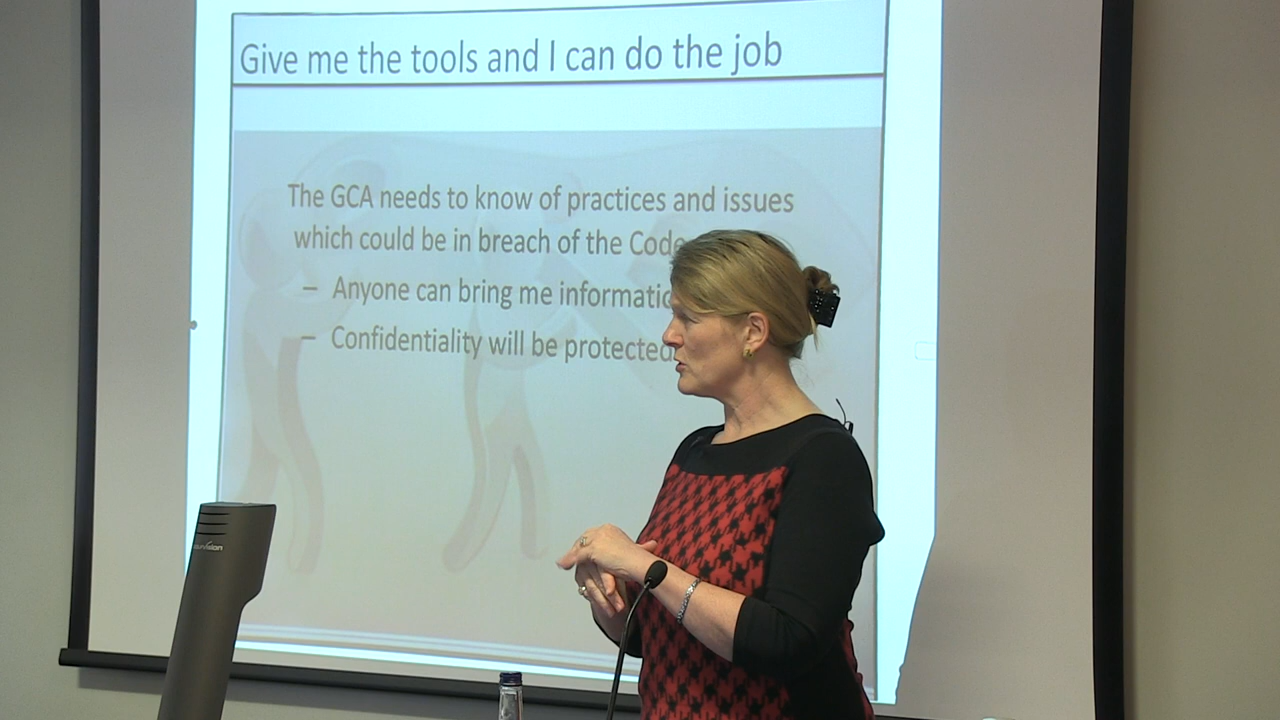 Give me the tools and I can do the job
The GCA needs to know of practices and issues
which could be in breach of the Code
– Anyone can bring me informatio
– Confidentiality will be protected